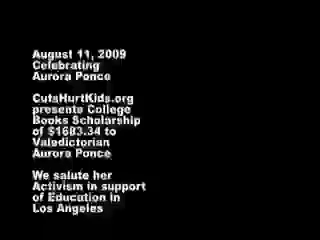 August 11, 2009
Celebrating
Aurora Ponce
CutsHurtKids.org
presents College
Books Scholarship
of $1683.34 to
Valedictorian
Aurora Ponce
We salute her
Activism in support
of Education in
Los Angeles